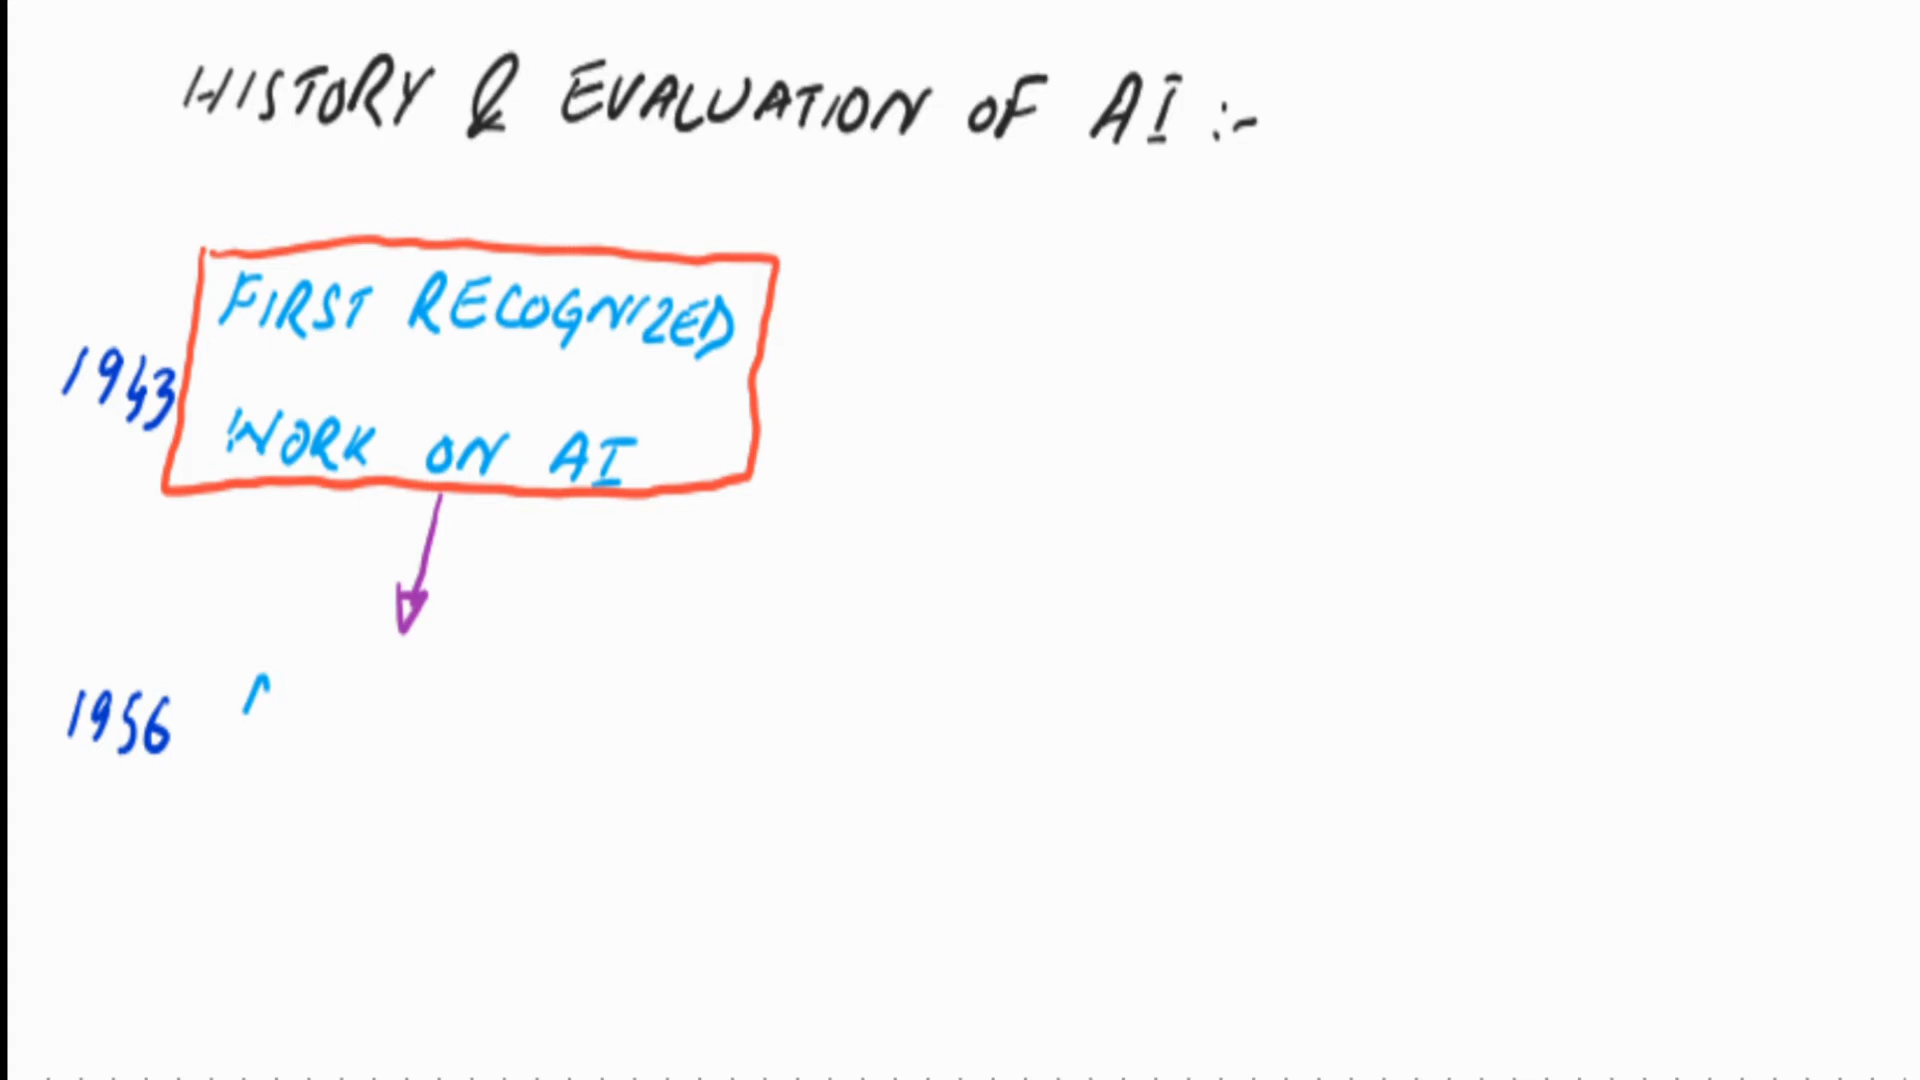 HISTORY & EVALUATION OF AI :-
FIRST RECOGNIZED
1943
WORK ON AI
1956